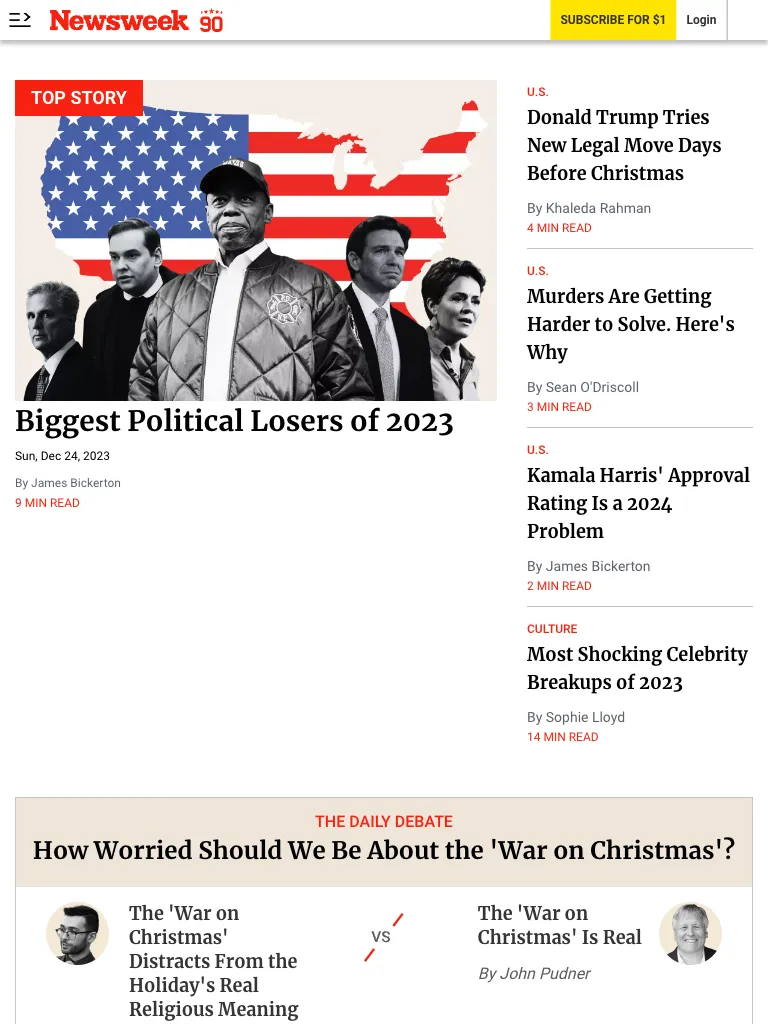 Newsweek 90
SUBSCRIBE FOR $1
Login
TOP STORY
Biggest Political Losers of 2023
Sun, Dec 24, 2023
By James Bickerton
9 MIN READ
U.S.
Donald Trump Tries
New Legal Move Days
Before Christmas
By Khaleda Rahman
4 MIN READ
U.S.
Murders Are Getting
Harder to Solve. Here's
Why
By Sean O'Driscoll
3 MIN READ
U.S.
Kamala Harris' Approval
Rating Is a 2024
Problem
By James Bickerton
2 MIN READ
CULTURE
Most Shocking Celebrity
Breakups of 2023
By Sophie Lloyd
14 MIN READ
THE DAILY DEBATE
How Worried Should We Be About the 'War on Christmas'?
The 'War on
Christmas'
Distracts From the
Holiday's Real
Religious Meaning
VS
The 'War on
Christmas' Is Real
By John Pudner